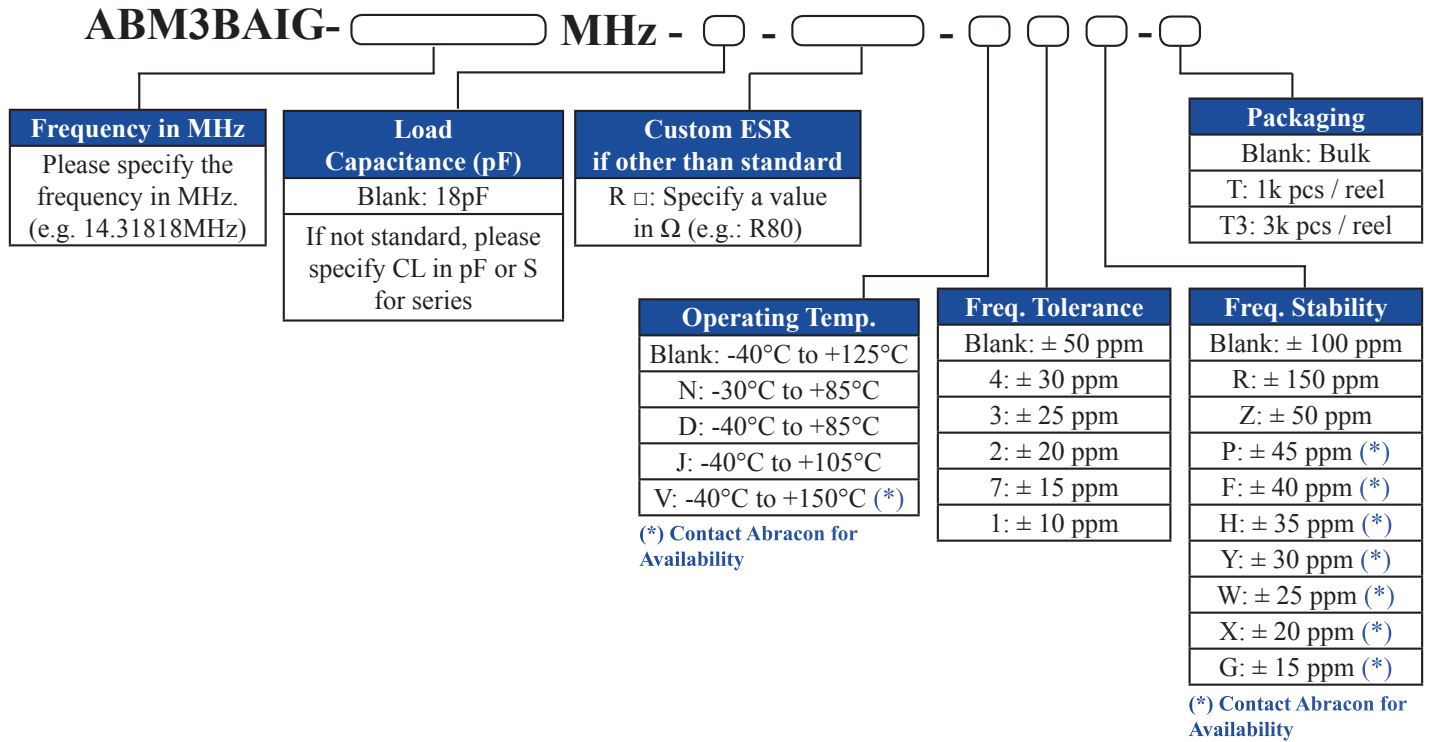 ABM3BAIG- MHz - - - -
Frequency in MHz
Please specify the
frequency in MHz.
(e.g. 14.31818MHz)
Load
Capacitance (pF)
Blank: 18pF
If not standard, please
specify CL in pF or S
for series
Custom ESR
if other than standard
R □: Specify a value
in Ω (e.g.: R80)
Operating Temp.
Blank: -40°C to +125°C
N: -30°C to +85°C
D: -40°C to +85°C
J: -40°C to +105°C
V: -40°C to +150°C (*)
(*) Contact Abracon for
Availability
Freq. Tolerance
Blank: ± 50 ppm
4: ± 30 ppm
3: ± 25 ppm
2: ± 20 ppm
7: ± 15 ppm
1: ± 10 ppm
Freq. Stability
Blank: ± 100 ppm
R: ± 150 ppm
Z: ± 50 ppm
P: ± 45 ppm (*)
F: ± 40 ppm (*)
H: ± 35 ppm (*)
Y: ± 30 ppm (*)
W: ± 25 ppm (*)
X: ± 20 ppm (*)
G: ± 15 ppm (*)
(*) Contact Abracon for
Availability
Packaging
Blank: Bulk
T: 1k pcs / reel
T3: 3k pcs / reel